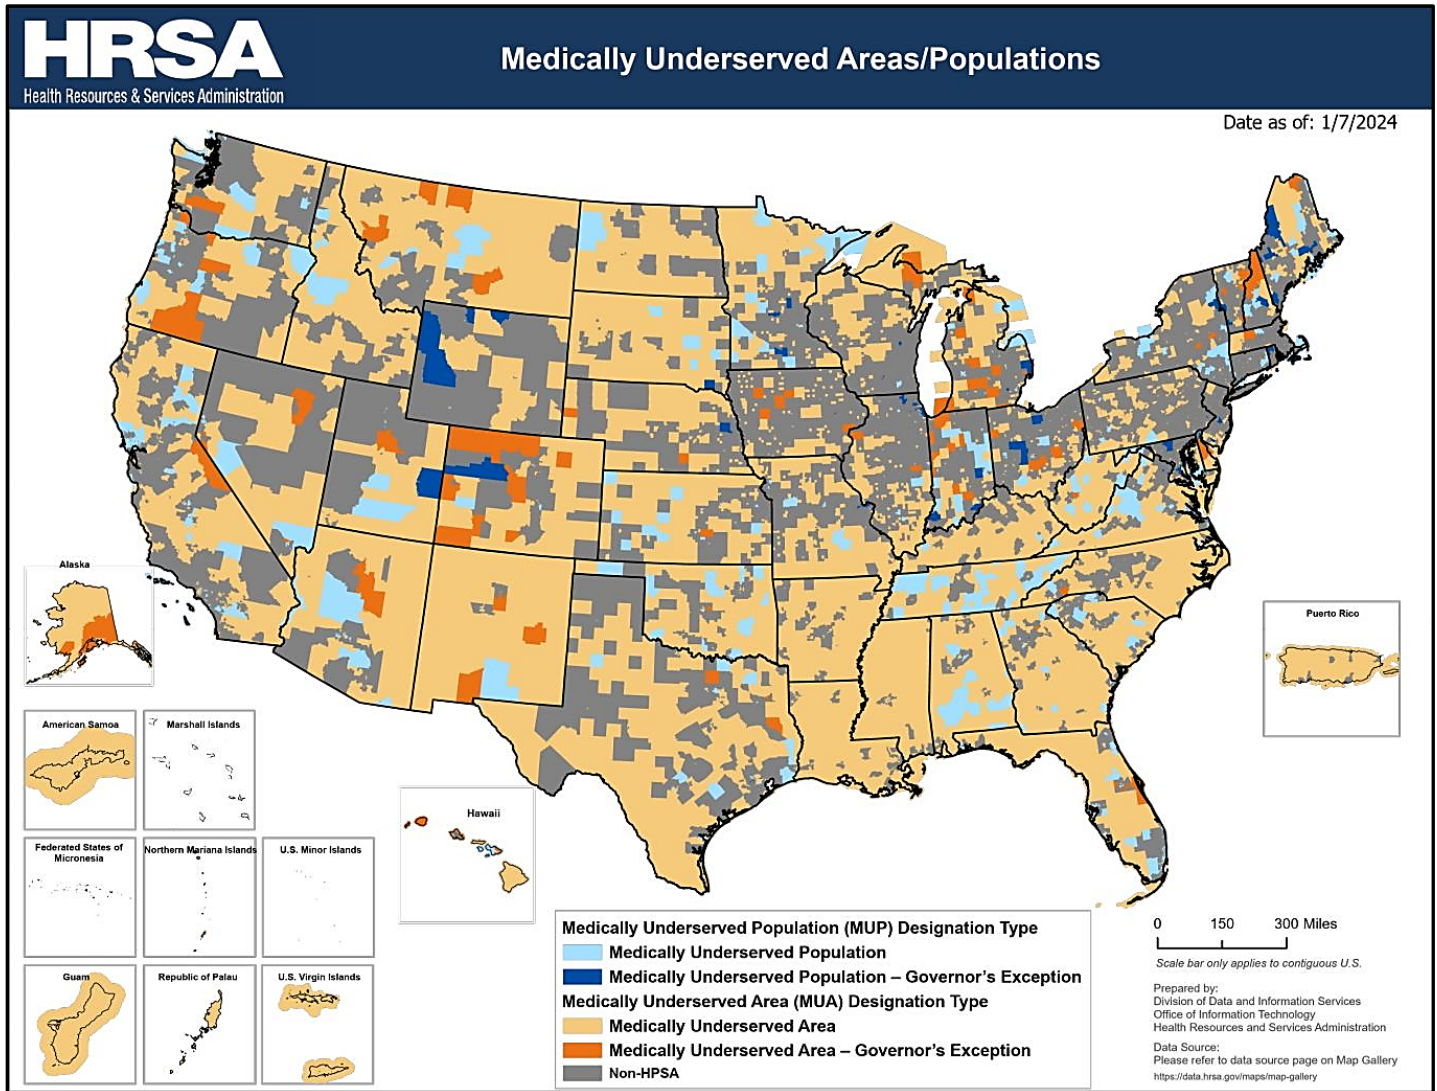 HRSA
Health Resources & Services Administration
Medically Underserved Areas/Populations
Date as of: 1/7/2024
Alaska
Puerto Rico
American Samoa
Marshall Islands
Hawaii
Federated States of
Micronesia
Northern Mariana Islands
U.S. Minor Islands
Guam
Republic of Palau
U.S. Virgin Islands
Medically Underserved Population (MUP) Designation Type
Medically Underserved Population
Medically Underserved Population – Governor's Exception
Medically Underserved Area (MUA) Designation Type
Medically Underserved Area
Medically Underserved Area – Governor's Exception
Non-HPSA
0 150 300 Miles
Scale bar only applies to contiguous U.S.
Prepared by:
Division of Data and Information Services
Office of Information Technology
Health Resources and Services Administration
Data Source:
Please refer to data source page on Map Gallery
https://data.hrsa.gov/maps/map-gallery